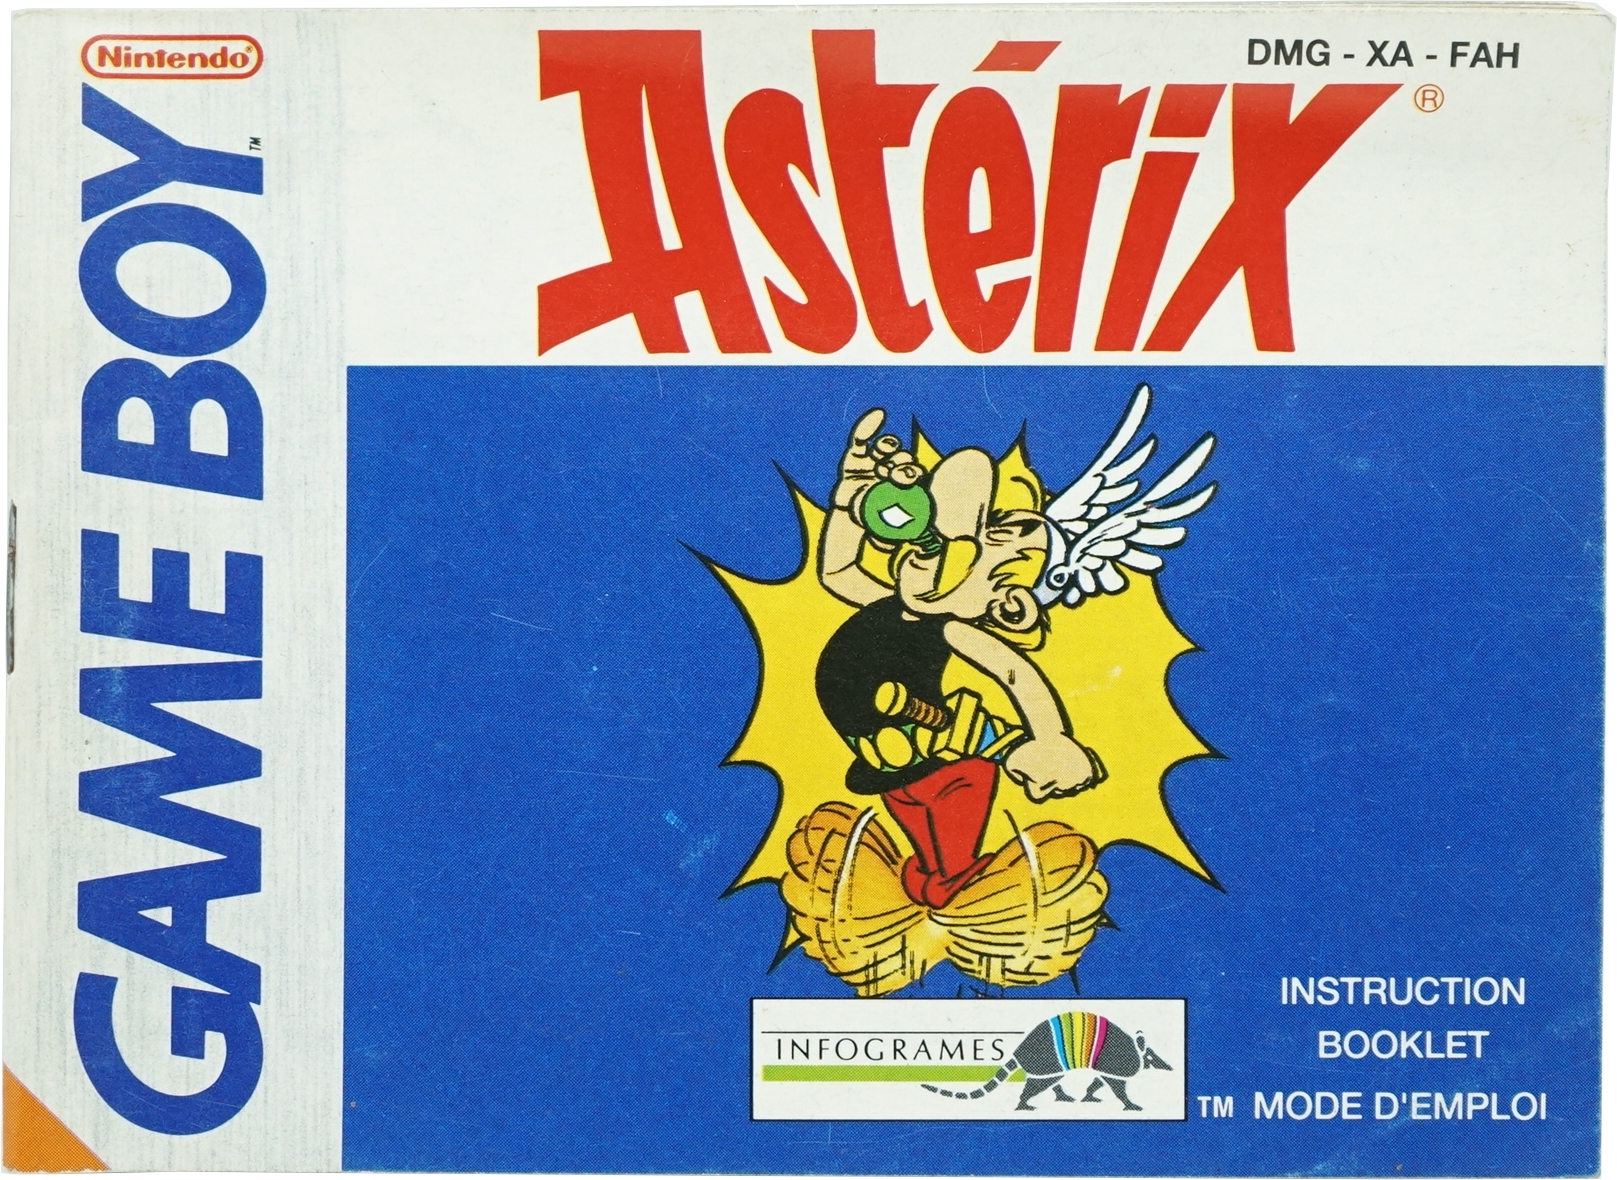 Nintendo®
GAME BOY™
DMG - XA - FAH
Astérix®
INFOGRAMES
INSTRUCTION
BOOKLET
™ MODE D'EMPLOI